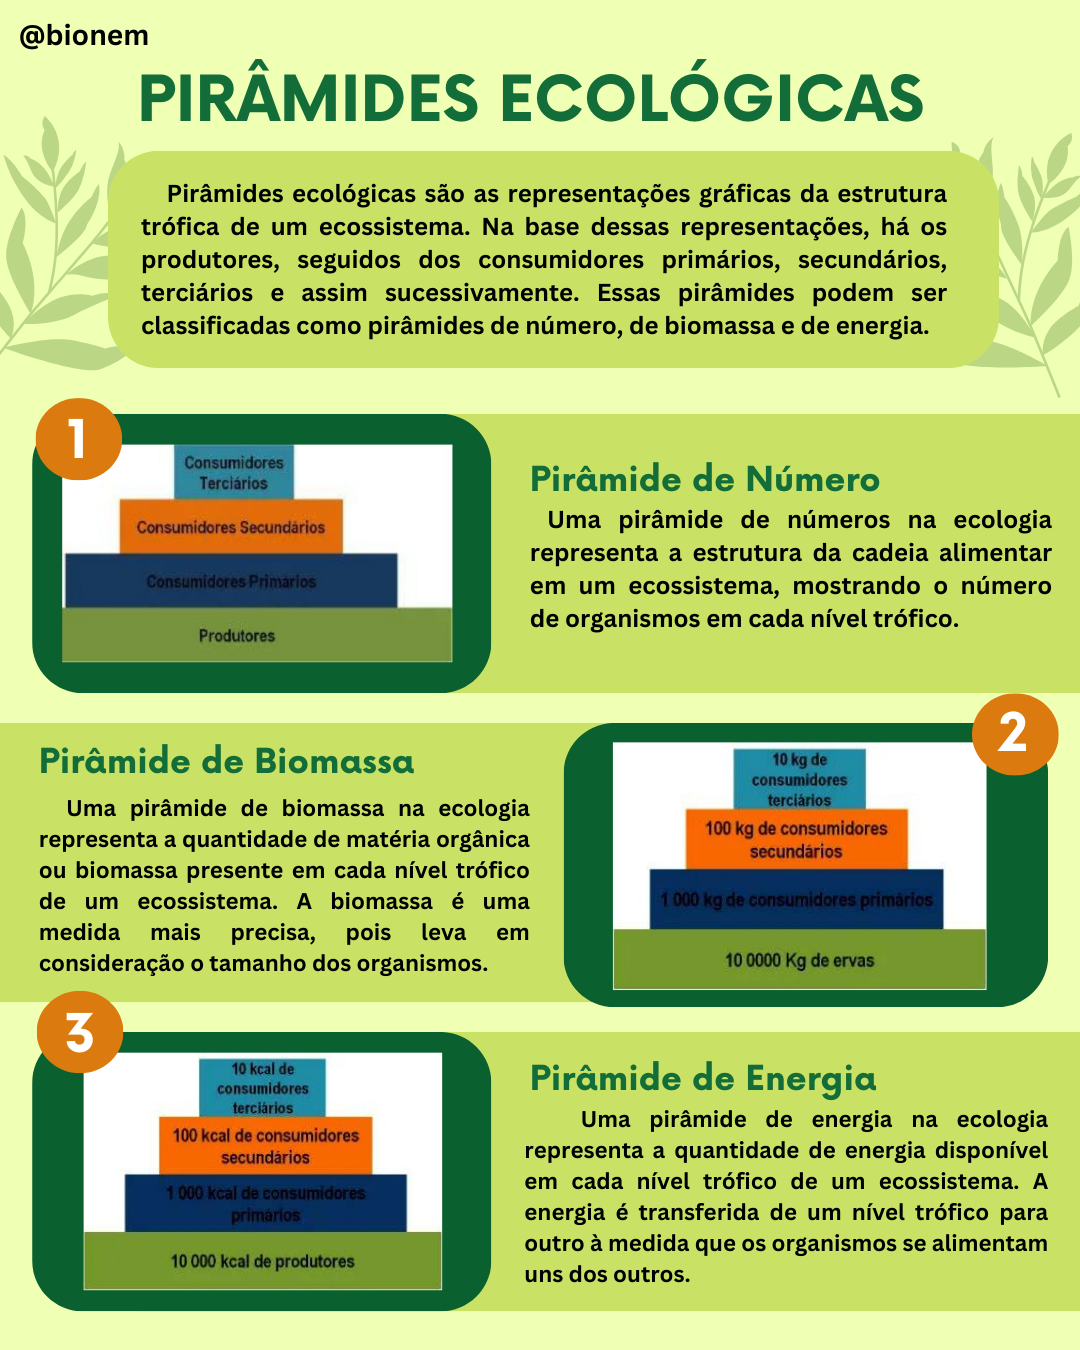 @bionem
PIRÂMIDES ECOLÓGICAS
Pirâmides ecológicas são as representações gráficas da estrutura
trófica de um ecossistema. Na base dessas representações, há os
produtores, seguidos dos consumidores primários, secundários,
terciários e assim sucessivamente. Essas pirâmides podem ser
classificadas como pirâmides de número, de biomassa e de energia.
1
Consumidores
Terciários
Consumidores Secundários
Consumidores Primários
Produtores
Pirâmide de Número
Uma pirâmide de números na ecologia
representa a estrutura da cadeia alimentar
em um ecossistema, mostrando o número
de organismos em cada nível trófico.
Pirâmide de Biomassa
Uma pirâmide de biomassa na ecologia
representa a quantidade de matéria orgânica
ou biomassa presente em cada nível trófico
de um ecossistema. A biomassa é uma
medida mais precisa, pois leva em
consideração o tamanho dos organismos.
2
10 kg de
consumidores
terciários
100 kg de consumidores
secundários
1 000 kg de consumidores primários
10 0000 Kg de ervas
3
10 kcal de
consumidores
terciários
100 kcal de consumidores
secundários
1 000 kcal de consumidores
primários
10 000 kcal de produtores
Pirâmide de Energia
Uma pirâmide de energia na ecologia
representa a quantidade de energia disponível
em cada nível trófico de um ecossistema. A
energia é transferida de um nível trófico para
outro à medida que os organismos se alimentam
uns dos outros.